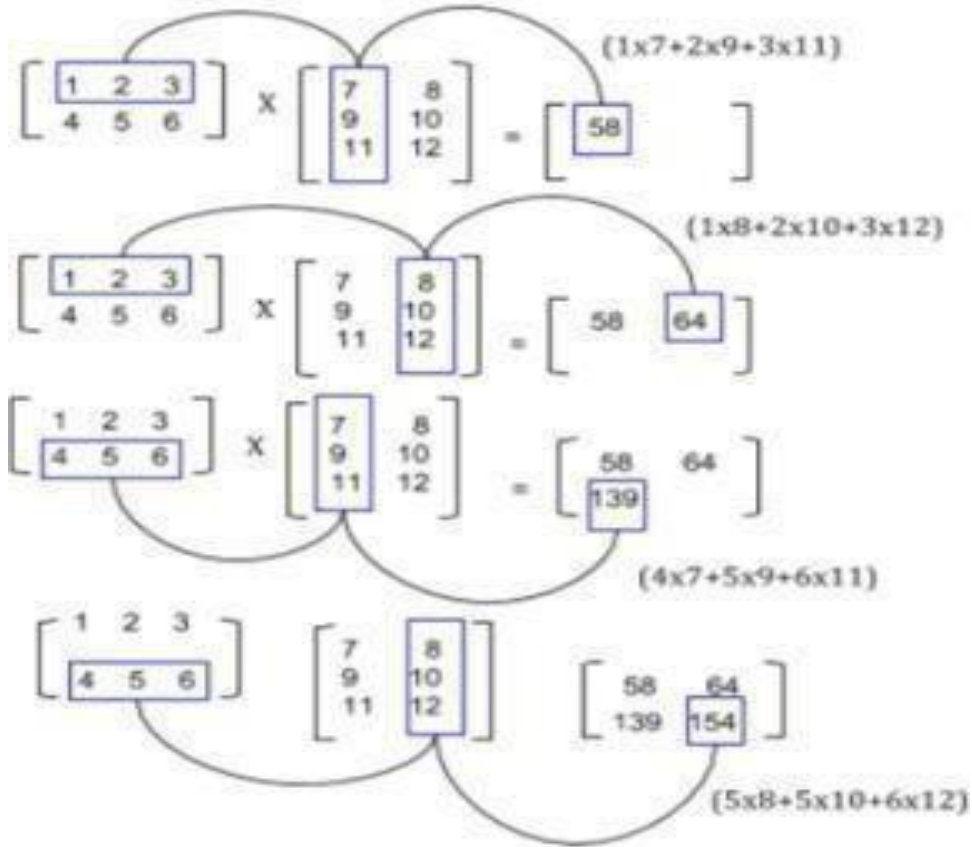 (1x7+2x9+3x11)
1 2 3 7 8
4 5 6 X 9 10 = 58
11 12
(1x8+2x10+3x12)
1 2 3 7 8
4 5 6 X 9 10 = 58 64
11 12
1 2 3 7 8
4 5 6 X 9 10 = 58 64
11 12 139
(4x7+5x9+6x11)
1 2 3 7 8
4 5 6 9 10 58 64
11 12 139 154
(5x8+5x10+6x12)